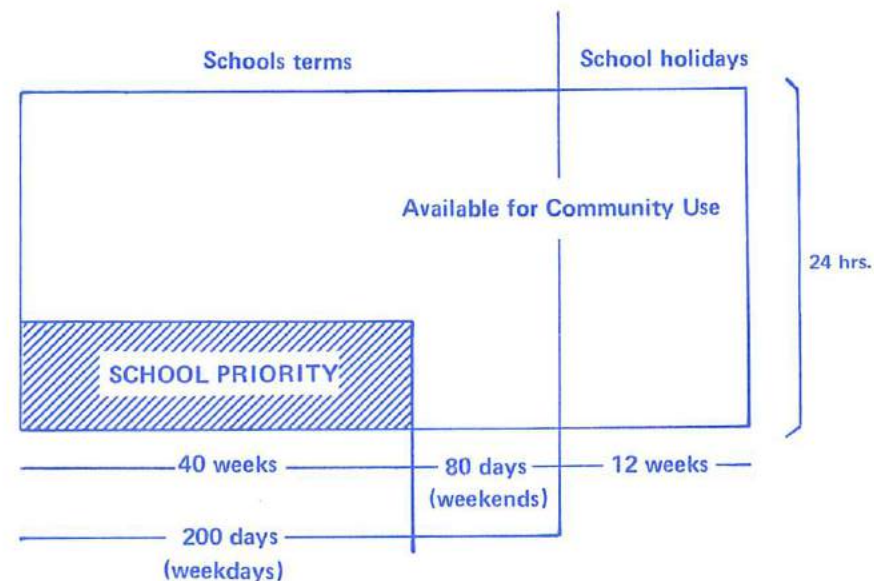 Schools terms
School holidays
Available for Community Use
24 hrs.
SCHOOL PRIORITY
40 weeks
80 days
(weekends)
12 weeks
200 days
(weekdays)